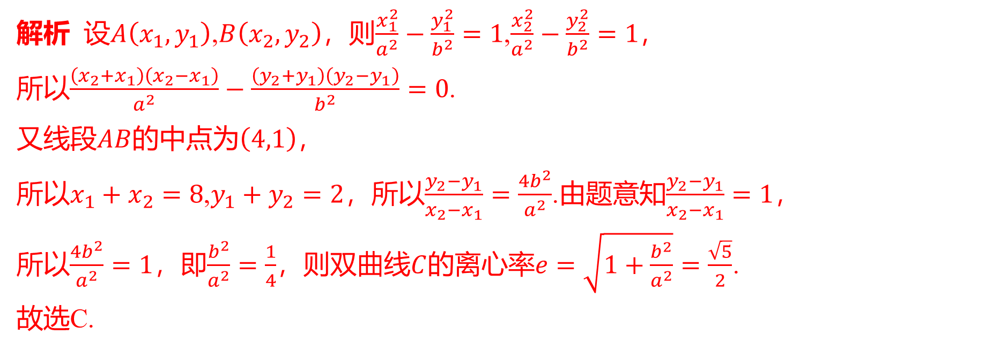 解析 设$A(x_1,y_1)$,$B(x_2,y_2)$，则$\frac{x_1^2}{a^2}-\frac{y_1^2}{b^2}=1$,$\frac{x_2^2}{a^2}-\frac{y_2^2}{b^2}=1$，
所以$\frac{(x_2+x_1)(x_2-x_1)}{a^2}-\frac{(y_2+y_1)(y_2-y_1)}{b^2}=0$.
又线段$AB$的中点为$(4,1)$，
所以$x_1+x_2=8$,$y_1+y_2=2$，所以$\frac{y_2-y_1}{x_2-x_1}=\frac{4b^2}{a^2}$.由题意知$\frac{y_2-y_1}{x_2-x_1}=1$，
所以$\frac{4b^2}{a^2}=1$，即$\frac{b^2}{a^2}=\frac{1}{4}$，则双曲线$C$的离心率$e=\sqrt{1+\frac{b^2}{a^2}}=\frac{\sqrt{5}}{2}$.
故选C.